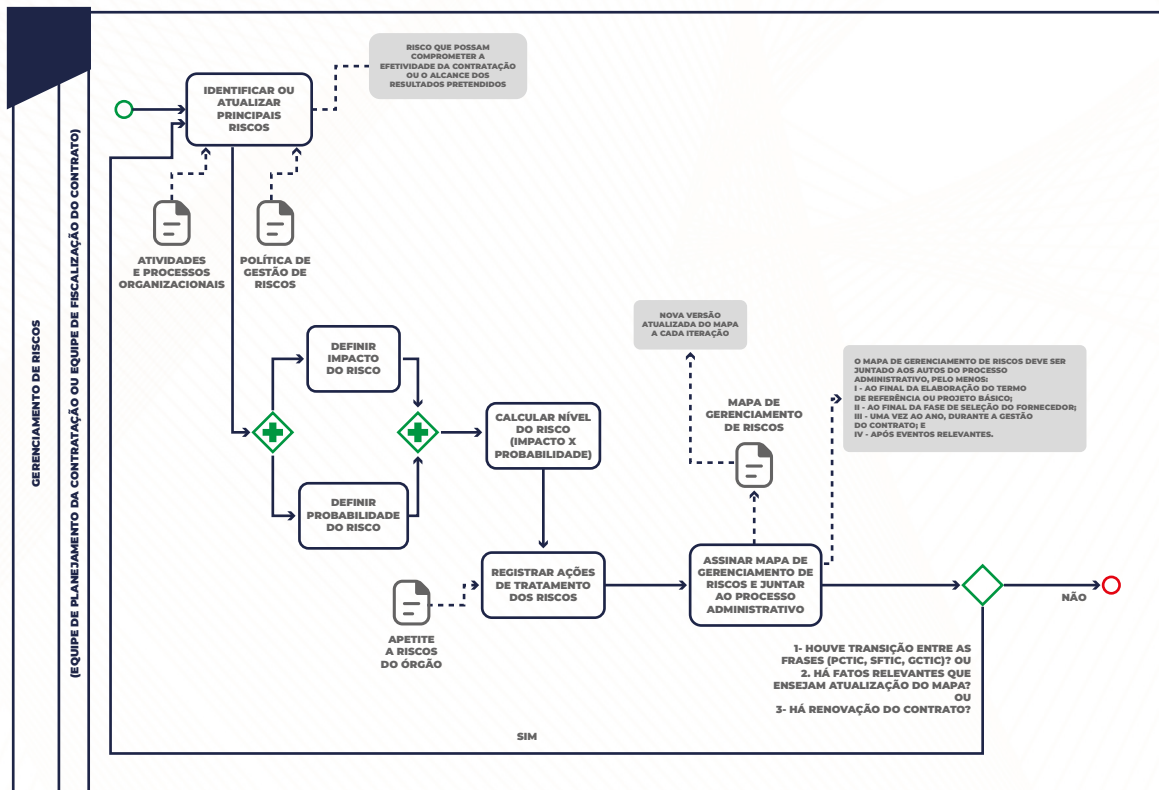 GERENCIAMENTO DE RISCOS
(EQUIPE DE PLANEJAMENTO DA CONTRATAÇÃO OU EQUIPE DE FISCALIZAÇÃO DO CONTRATO)
RISCO QUE POSSAM
COMPROMETER A
EFETIVIDADE DA CONTRATAÇÃO
OU O ALCANCE DOS
RESULTADOS PRETENDIDOS
IDENTIFICAR OU
ATUALIZAR
PRINCIPAIS
RISCOS
ATIVIDADES
E PROCESSOS
ORGANIZACIONAIS
POLÍTICA DE
GESTÃO DE
RISCOS
DEFINIR
IMPACTO
DO RISCO
DEFINIR
PROBABILIDADE
DO RISCO
CALCULAR NÍVEL
DO RISCO
(IMPACTO X
PROBABILIDADE)
NOVA VERSÃO
ATUALIZADA DO MAPA
A CADA ITERAÇÃO
MAPA DE
GERENCIAMENTO
DE RISCOS
O MAPA DE GERENCIAMENTO DE RISCOS DEVE SER
JUNTADO AOS AUTOS DO PROCESSO
ADMINISTRATIVO, PELO MENOS:
I - AO FINAL DA ELABORAÇÃO DO TERMO
DE REFERÊNCIA OU PROJETO BÁSICO;
II - AO FINAL DA FASE DE SELEÇÃO DO FORNECEDOR;
III - UMA VEZ AO ANO, DURANTE A GESTÃO
DO CONTRATO; E
IV - APÓS EVENTOS RELEVANTES.
REGISTRAR AÇÕES
DE TRATAMENTO
DOS RISCOS
APETITE
A RISCOS
DO ÓRGÃO
ASSINAR MAPA DE
GERENCIAMENTO DE
RISCOS E JUNTAR
AO PROCESSO
ADMINISTRATIVO
NÃO
1- HOUVE TRANSIÇÃO ENTRE AS
FRASES (PCTIC, SFTIC, GCTIC)? OU
2. HÁ FATOS RELEVANTES QUE
ENSEJAM ATUALIZAÇÃO DO MAPA?
OU
3- HÁ RENOVAÇÃO DO CONTRATO?
SIM